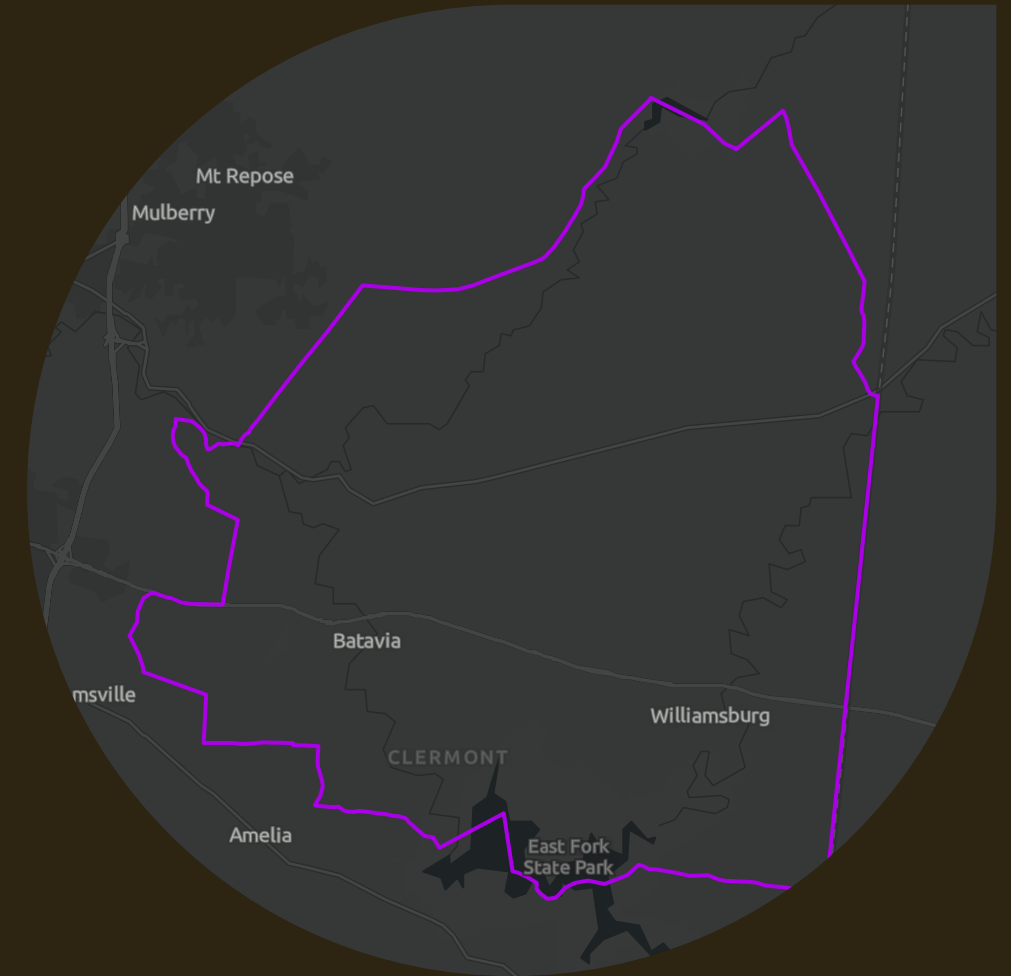 Mt Repose
Mulberry
Batavia
msville
Williamsburg
CLERMONT
Amelia
East Fork
State Park